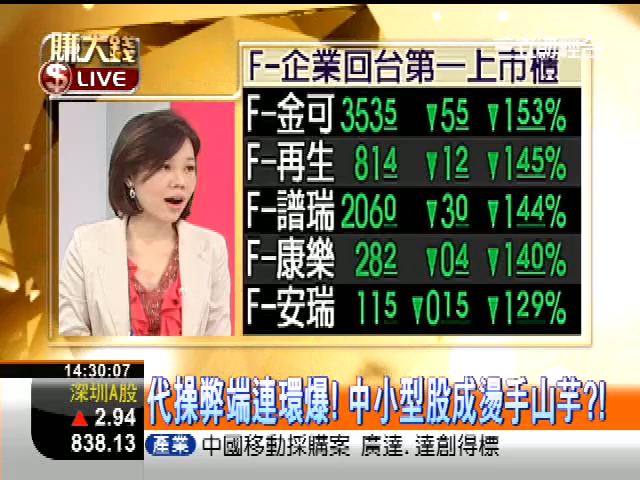 賺大錢
$ LIVE
F-企業回台第一上市櫃
F-金可 3535 ▼55 ▼153%
F-再生 814 ▼12 ▼145%
F-譜瑞 2060 ▼30 ▼144%
F-康樂 282 ▼04 ▼140%
F-安瑞 115 ▼015 ▼129%
14:30:07
深圳A股
▲ 2.94
838.13
代操弊端連環爆! 中小型股成燙手山芋?!
產業 中國移動採購案 廣達.達創得標